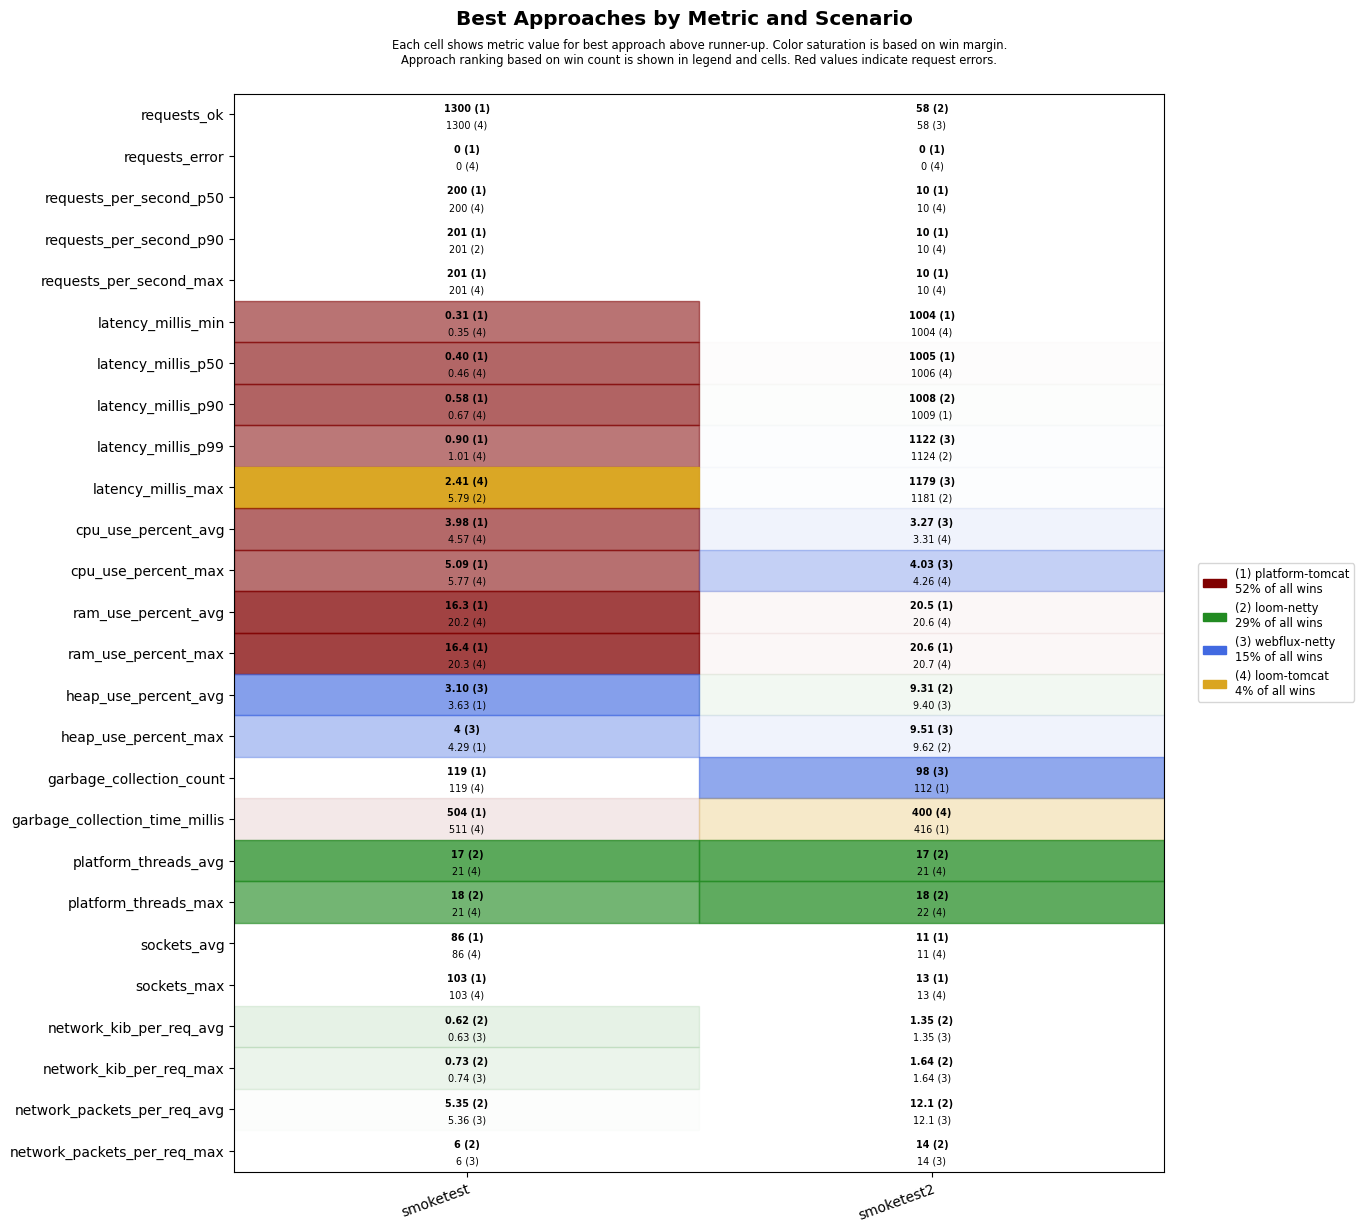 Best Approaches by Metric and Scenario
Each cell shows metric value for best approach above runner-up. Color saturation is based on win margin.
Approach ranking based on win count is shown in legend and cells. Red values indicate request errors.
requests_ok
1300 (1)
1300 (4)
58 (2)
58 (3)
requests_error
0 (1)
0 (4)
0 (1)
0 (4)
requests_per_second_p50
200 (1)
200 (4)
10 (1)
10 (4)
requests_per_second_p90
201 (1)
201 (2)
10 (1)
10 (4)
requests_per_second_max
201 (1)
201 (4)
10 (1)
10 (4)
latency_millis_min
0.31 (1)
0.35 (4)
1004 (1)
1004 (4)
latency_millis_p50
0.40 (1)
0.46 (4)
1005 (1)
1006 (4)
latency_millis_p90
0.58 (1)
0.67 (4)
1008 (2)
1009 (1)
latency_millis_p99
0.90 (1)
1.01 (4)
1122 (3)
1124 (2)
latency_millis_max
2.41 (4)
5.79 (2)
1179 (3)
1181 (2)
cpu_use_percent_avg
3.98 (1)
4.57 (4)
3.27 (3)
3.31 (4)
cpu_use_percent_max
5.09 (1)
5.77 (4)
4.03 (3)
4.26 (4)
ram_use_percent_avg
16.3 (1)
20.2 (4)
20.5 (1)
20.6 (4)
ram_use_percent_max
16.4 (1)
20.3 (4)
20.6 (1)
20.7 (4)
heap_use_percent_avg
3.10 (3)
3.63 (1)
9.31 (2)
9.40 (3)
heap_use_percent_max
4 (3)
4.29 (1)
9.51 (3)
9.62 (2)
garbage_collection_count
119 (1)
119 (4)
98 (3)
112 (1)
garbage_collection_time_millis
504 (1)
511 (4)
400 (4)
416 (1)
platform_threads_avg
17 (2)
21 (4)
17 (2)
21 (4)
platform_threads_max
18 (2)
21 (4)
18 (2)
22 (4)
sockets_avg
86 (1)
86 (4)
11 (1)
11 (4)
sockets_max
103 (1)
103 (4)
13 (1)
13 (4)
network_kib_per_req_avg
0.62 (2)
0.63 (3)
1.35 (2)
1.35 (3)
network_kib_per_req_max
0.73 (2)
0.74 (3)
1.64 (2)
1.64 (3)
network_packets_per_req_avg
5.35 (2)
5.36 (3)
12.1 (2)
12.1 (3)
network_packets_per_req_max
6 (2)
6 (3)
14 (2)
14 (3)
smoketest
smoketest2
(1) platform-tomcat
52% of all wins
(2) loom-netty
29% of all wins
(3) webflux-netty
15% of all wins
(4) loom-tomcat
4% of all wins